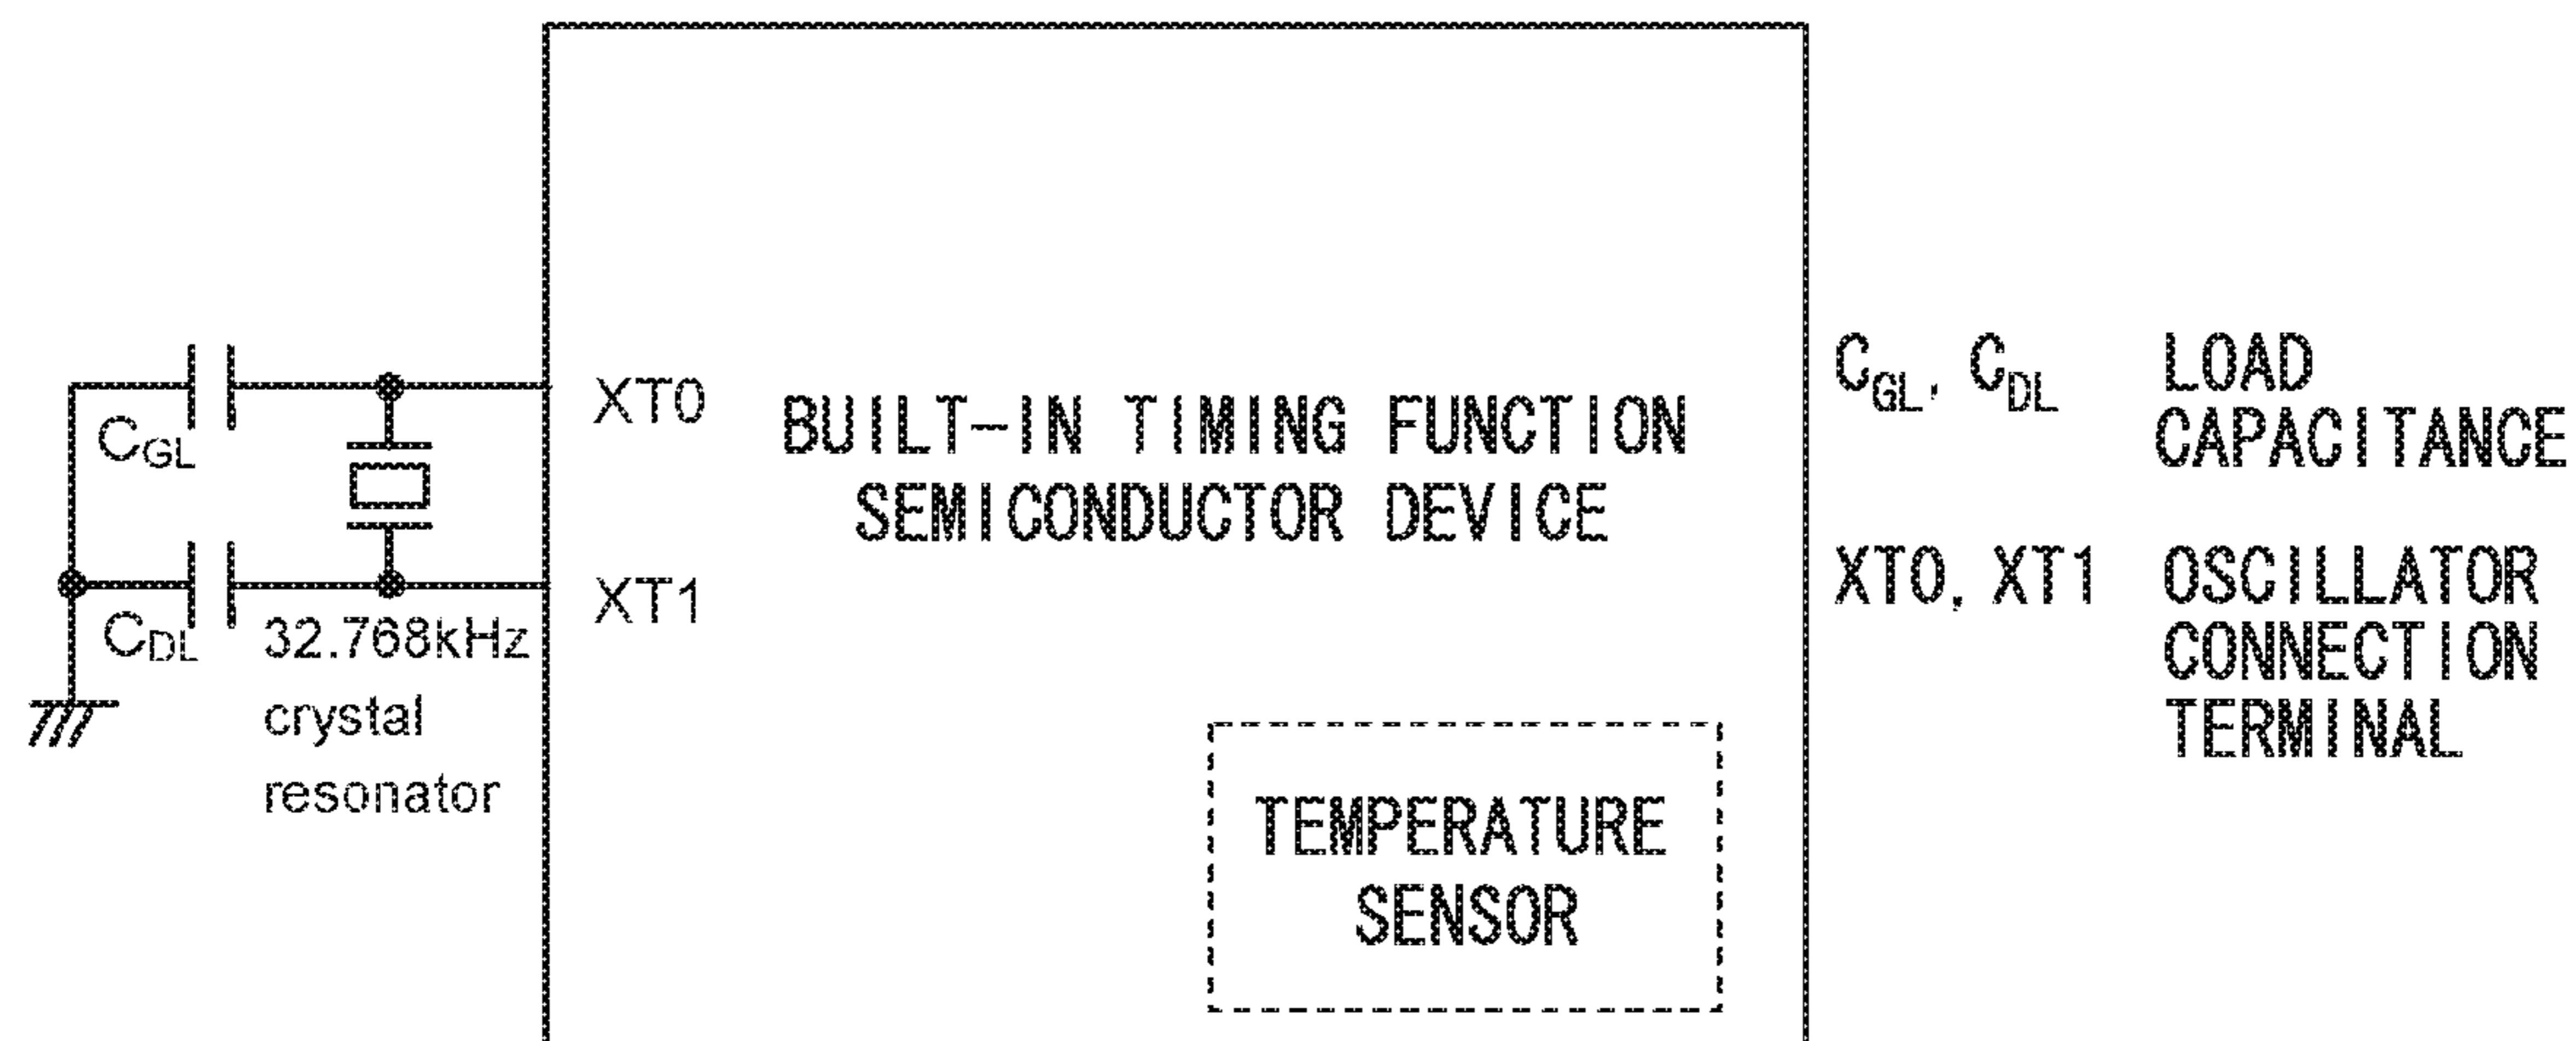 XT0
C_GL
BUILT-IN TIMING FUNCTION
SEMICONDUCTOR DEVICE
XT1
C_DL
32.768kHz
crystal
resonator
TEMPERATURE
SENSOR
C_GL, C_DL LOAD
CAPACITANCE
XT0, XT1 OSCILLATOR
CONNECTION
TERMINAL